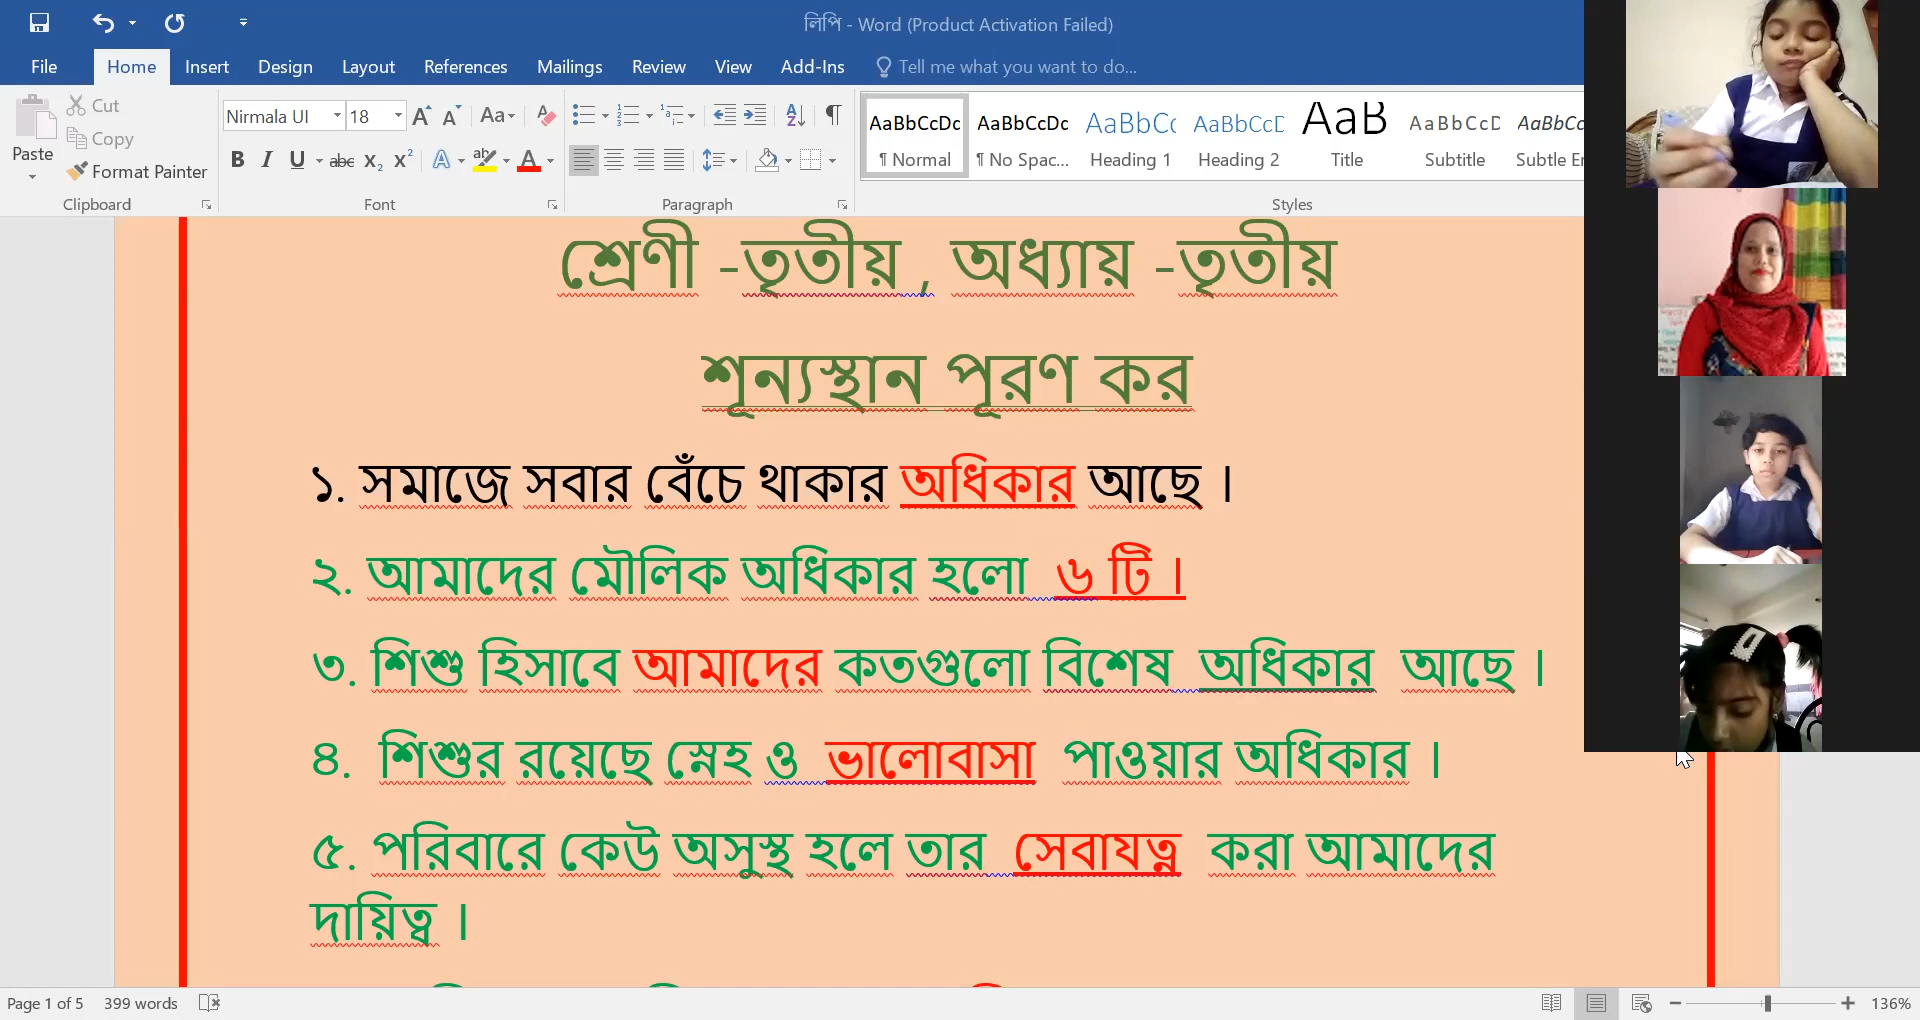 লিপি - Word (Product Activation Failed)
File Home Insert Design Layout References Mailings Review View Add-Ins Tell me what you want to do...
Cut
Copy
Paste
Format Painter
Nirmala UI 18
AaBbCcDc AaBbCcDc AaBbCc AaBbCcD AaB AaBbCcD AaBbCc
¶ Normal ¶ No Spac... Heading 1 Heading 2 Title Subtitle Subtle
Clipboard Font Paragraph Styles
শ্রেণী -তৃতীয় , অধ্যায় -তৃতীয়
শূন্যস্থান পূরণ কর
১. সমাজে সবার বেঁচে থাকার অধিকার আছে ।
২. আমাদের মৌলিক অধিকার হলো ৬ টি ।
৩. শিশু হিসাবে আমাদের কতগুলো বিশেষ অধিকার আছে ।
৪. শিশুর রয়েছে স্নেহ ও ভালোবাসা পাওয়ার অধিকার ।
৫. পরিবারে কেউ অসুস্থ হলে তার সেবাযত্ন করা আমাদের
দায়িত্ব ।
Page 1 of 5 399 words 136%